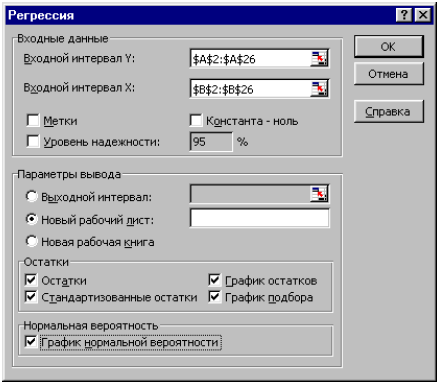 Регрессия
Входные данные
Входной интервал Y: $A$2:$A$26
Входной интервал X: $B$2:$B$26
Метки Константа - ноль
Уровень надежности: 95 %
OK
Отмена
Справка
Параметры вывода
Выходной интервал:
Новый рабочий лист:
Новая рабочая книга
Остатки
Остатки График остатков
Стандартизованные остатки График подбора
Нормальная вероятность
График нормальной вероятности